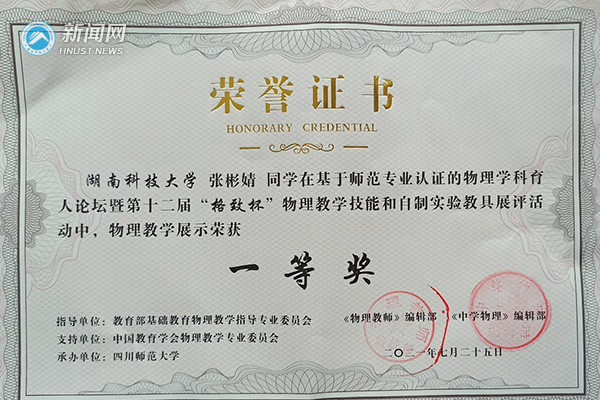 新闻网
HNUST NEWS
荣誉证书
HONORARY CREDENTIAL
湖南科技大学 张彬婧 同学在基于师范专业认证的物理学科育
人论坛暨第十二届“格致杯”物理教学技能和自制实验教具展评活
动中，物理教学展示荣获
一等奖
指导单位：教育部基础教育物理教学指导专业委员会
支持单位：中国教育学会物理教学专业委员会
承办单位：四川师范大学
《物理教师》编辑部 《中学物理》编辑部
二〇二一年七月二十五日